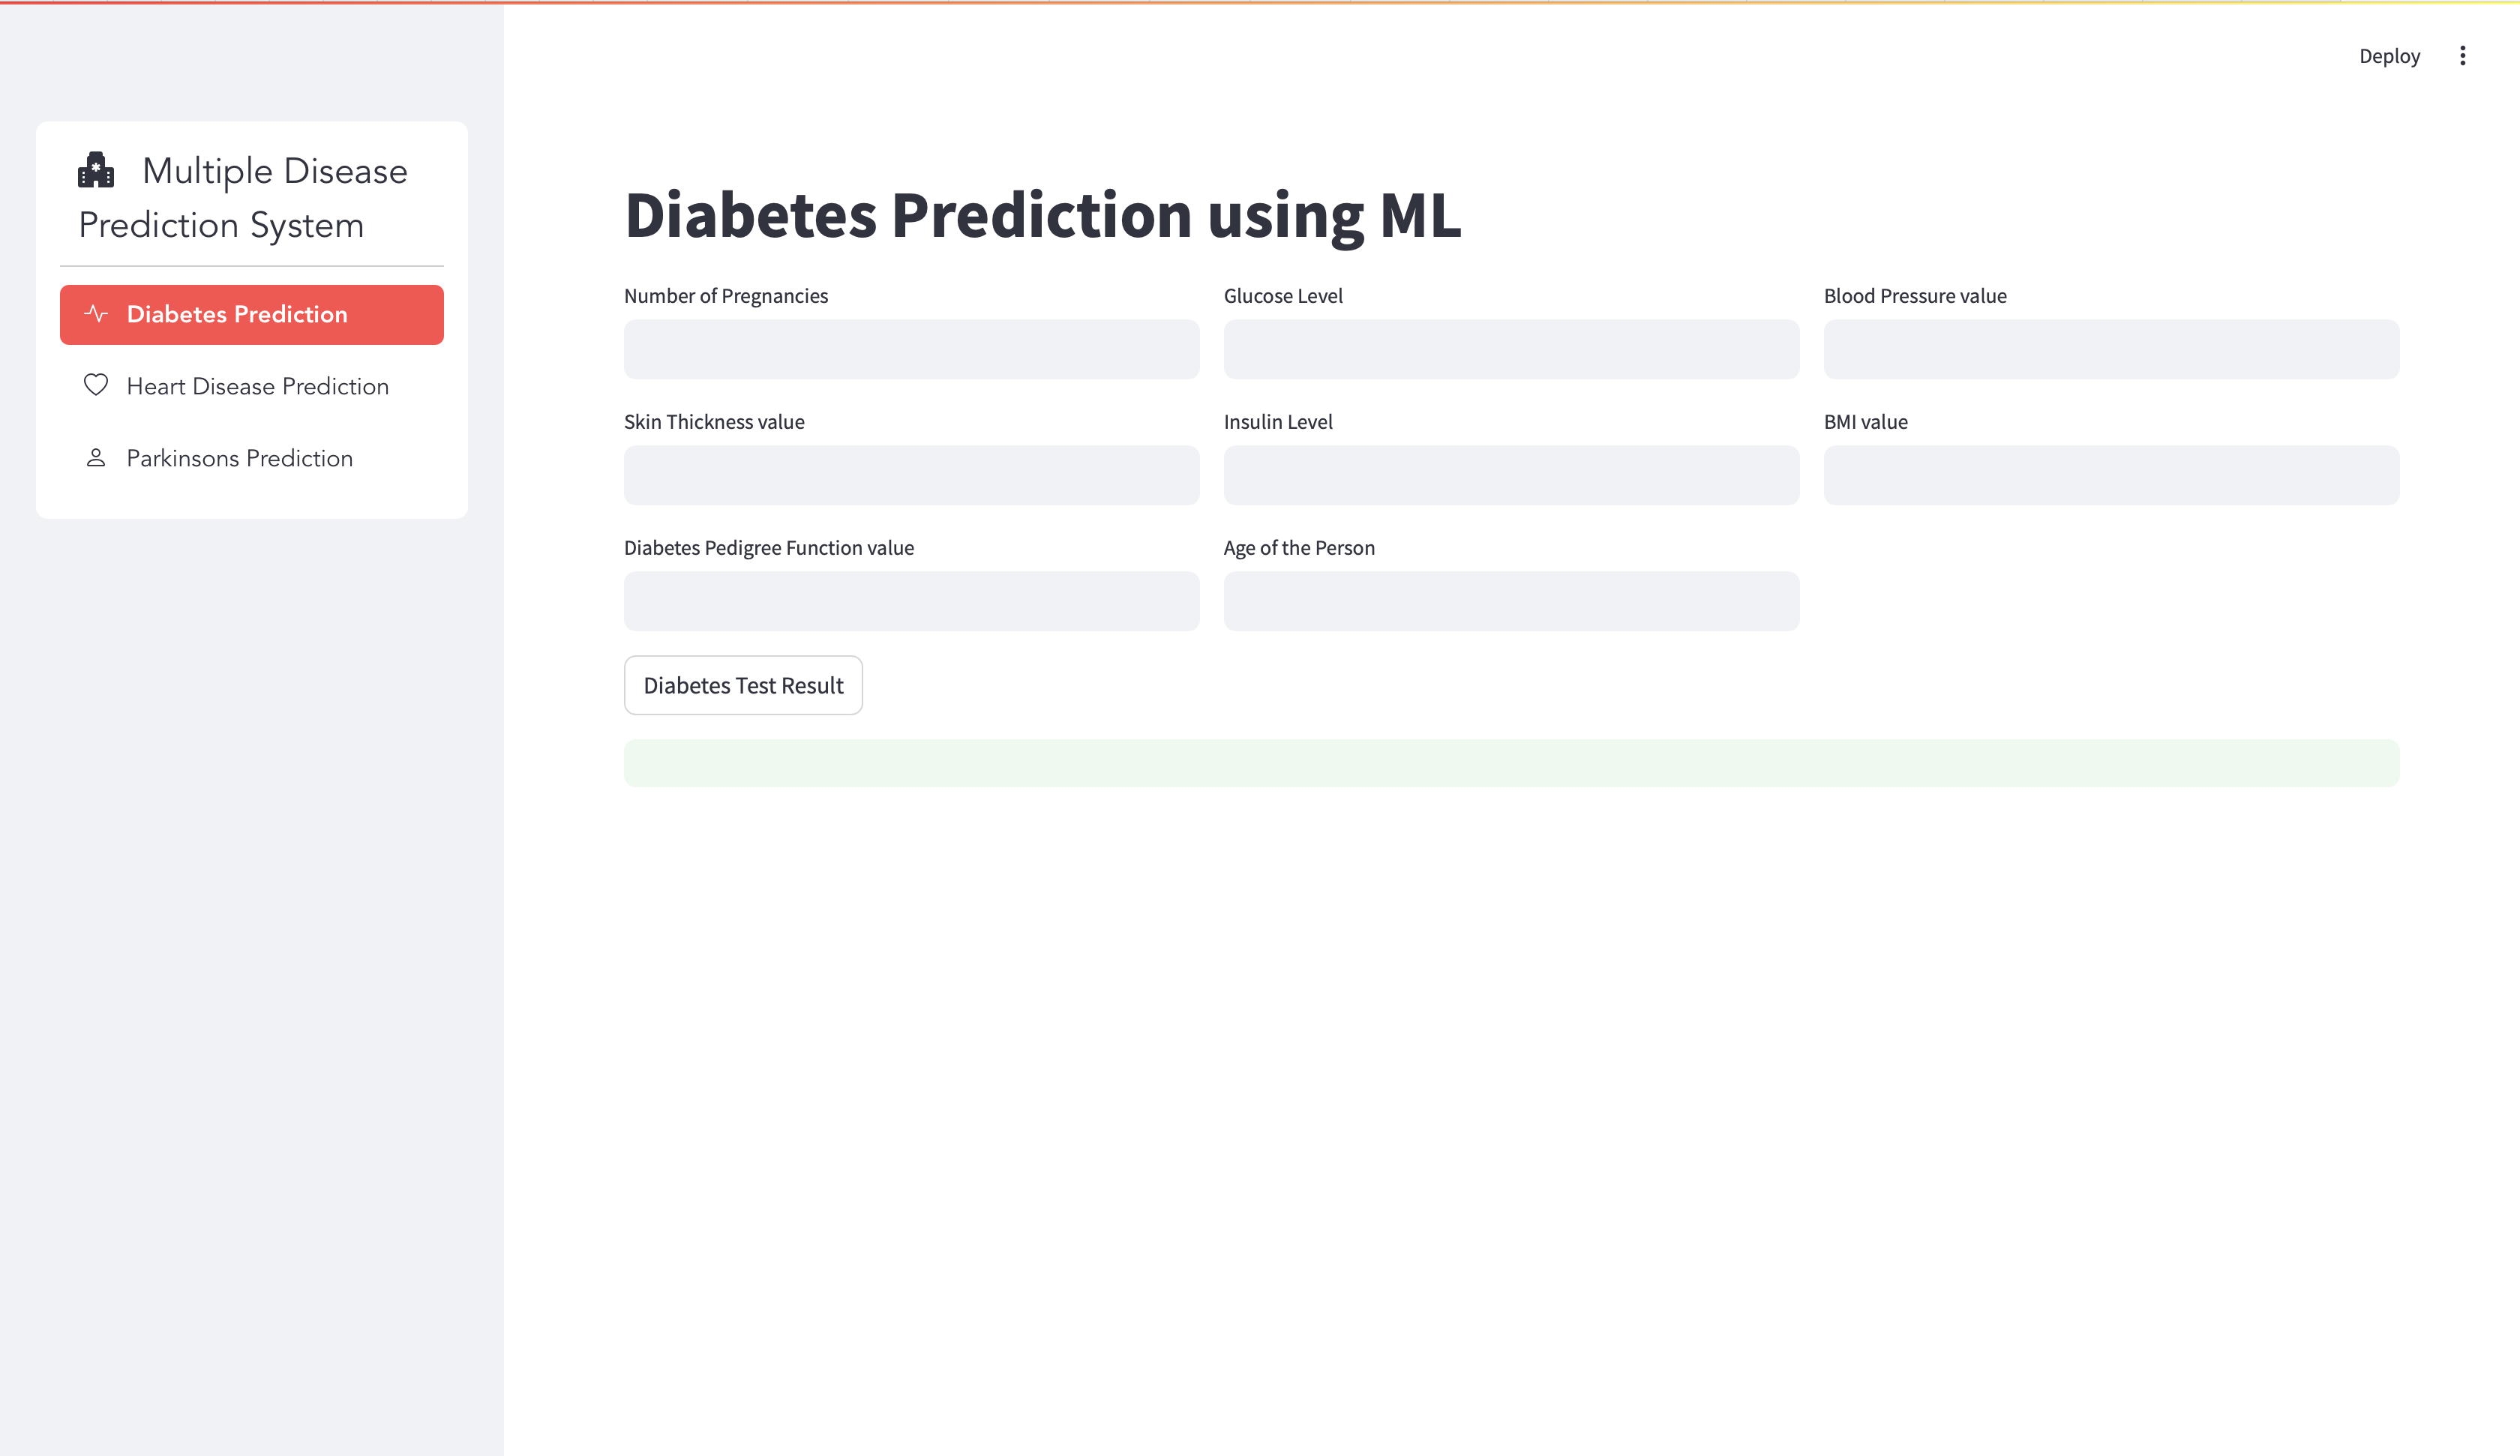 Deploy
Multiple Disease
Prediction System
Diabetes Prediction
Heart Disease Prediction
Parkinsons Prediction
Diabetes Prediction using ML
Number of Pregnancies
Glucose Level
Blood Pressure value
Skin Thickness value
Insulin Level
BMI value
Diabetes Pedigree Function value
Age of the Person
Diabetes Test Result